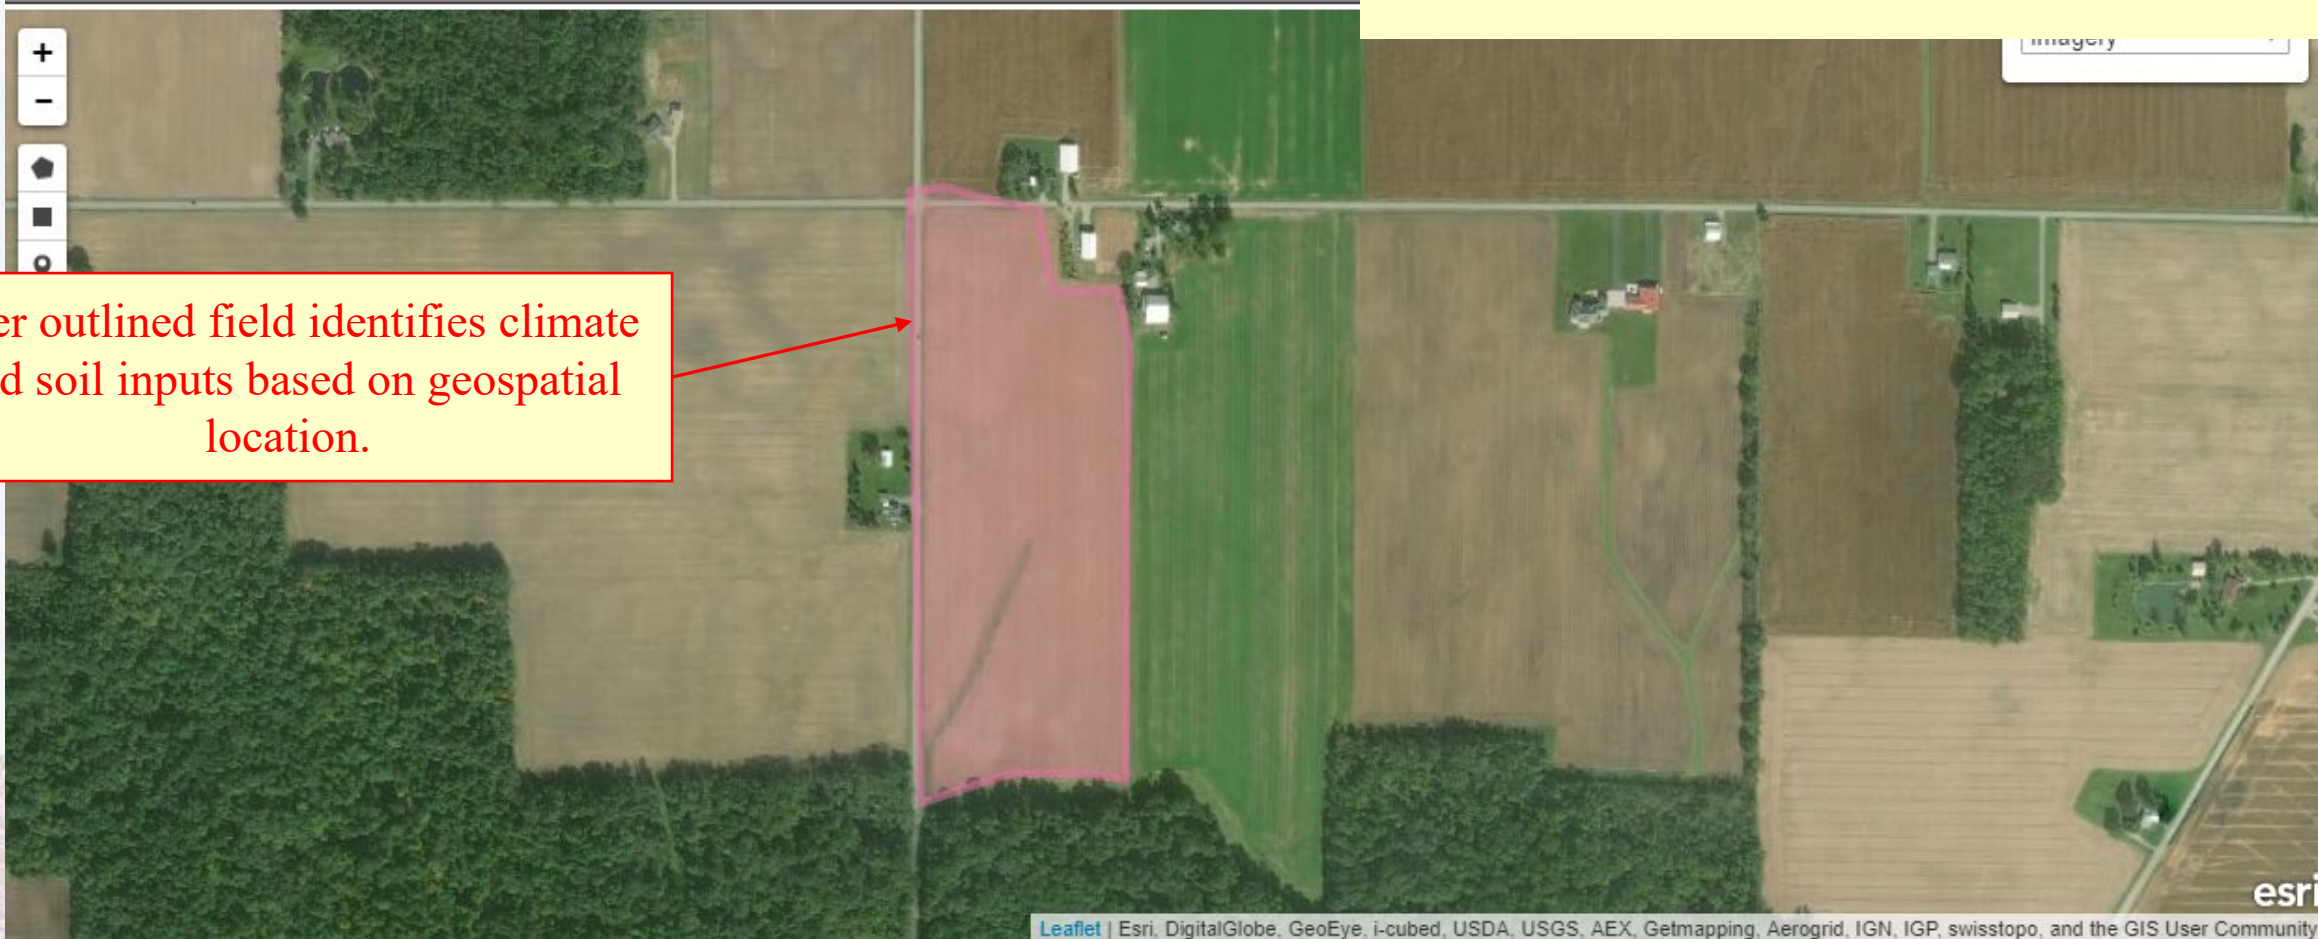 +
−
Imagery
er outlined field identifies climate
d soil inputs based on geospatial
location.
esri
Leaflet | Esri, DigitalGlobe, GeoEye, i-cubed, USDA, USGS, AEX, Getmapping, Aerogrid, IGN, IGP, swisstopo, and the GIS User Community